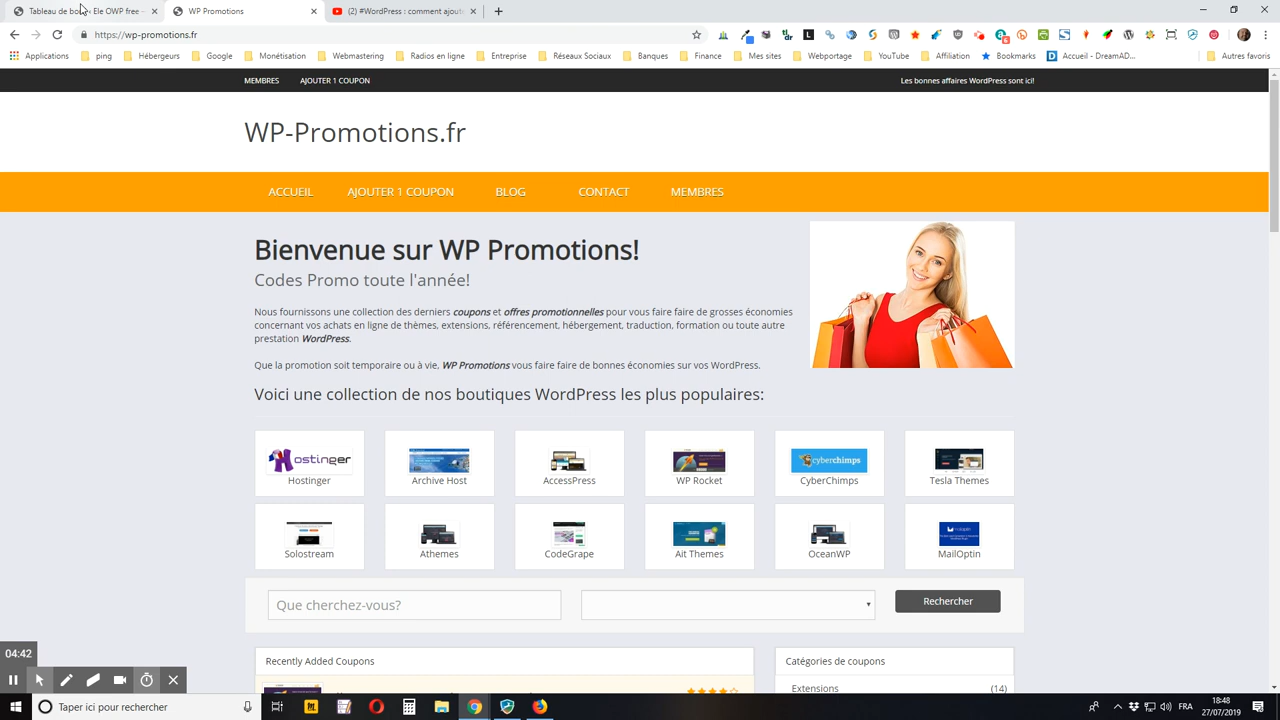 Tableau de bord ‹ Ele OWP free —
WP Promotions
(2) #WordPress : comment ajoute
https://wp-promotions.fr
Applications
ping
Hébergeurs
Google
Monétisation
Webmastering
Radios en ligne
Entreprise
Réseaux Sociaux
Banques
Finance
Mes sites
Webportage
YouTube
Affiliation
Bookmarks
Accueil - DreamAD...
Autres favoris
MEMBRES
AJOUTER 1 COUPON
Les bonnes affaires WordPress sont ici!
WP-Promotions.fr
ACCUEIL
AJOUTER 1 COUPON
BLOG
CONTACT
MEMBRES
Bienvenue sur WP Promotions!
Codes Promo toute l'année!
Nous fournissons une collection des derniers coupons et offres promotionnelles pour vous faire faire de grosses économies
concernant vos achats en ligne de thèmes, extensions, référencement, hébergement, traduction, formation ou toute autre
prestation WordPress.
Que la promotion soit temporaire ou à vie, WP Promotions vous faire faire de bonnes économies sur vos WordPress.
Voici une collection de nos boutiques WordPress les plus populaires:
Hostinger
cyberchimps
Hostinger
Archive Host
AccessPress
WP Rocket
CyberChimps
Tesla Themes
Solostream
Athemes
CodeGrape
Ait Themes
OceanWP
MailOptin
Que cherchez-vous?
Rechercher
Recently Added Coupons
Catégories de coupons
Extensions
(14)
04:42
Taper ici pour rechercher
FRA
18:48
27/07/2019